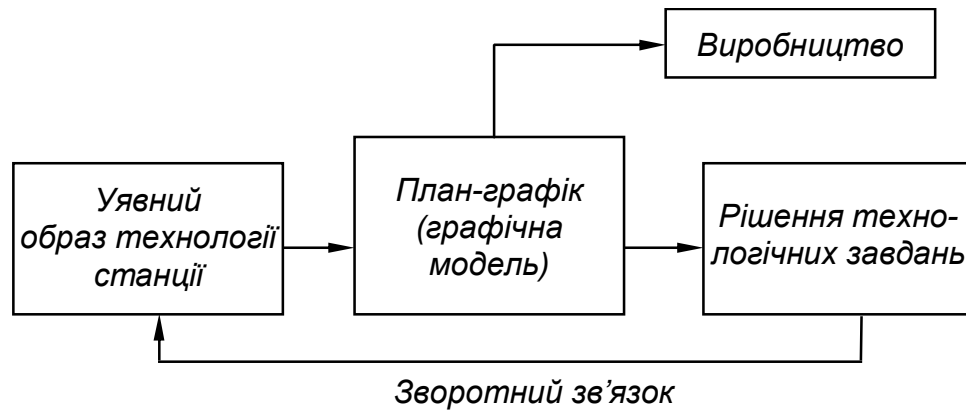 Виробництво
Уявний
образ технології
станції
План-графік
(графічна
модель)
Рішення техно-
логічних завдань
Зворотний зв’язок